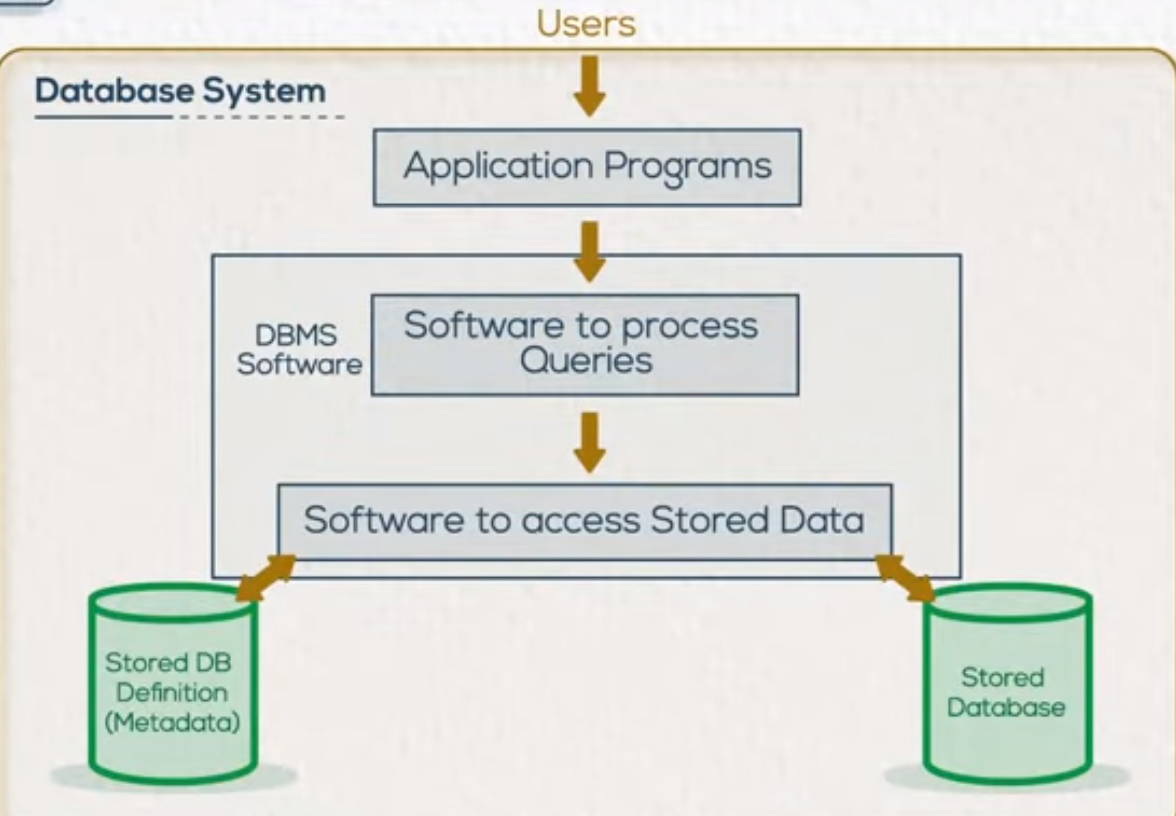 Users
Database System
Application Programs
DBMS
Software
Software to process
Queries
Software to access Stored Data
Stored DB
Definition
(Metadata)
Stored
Database